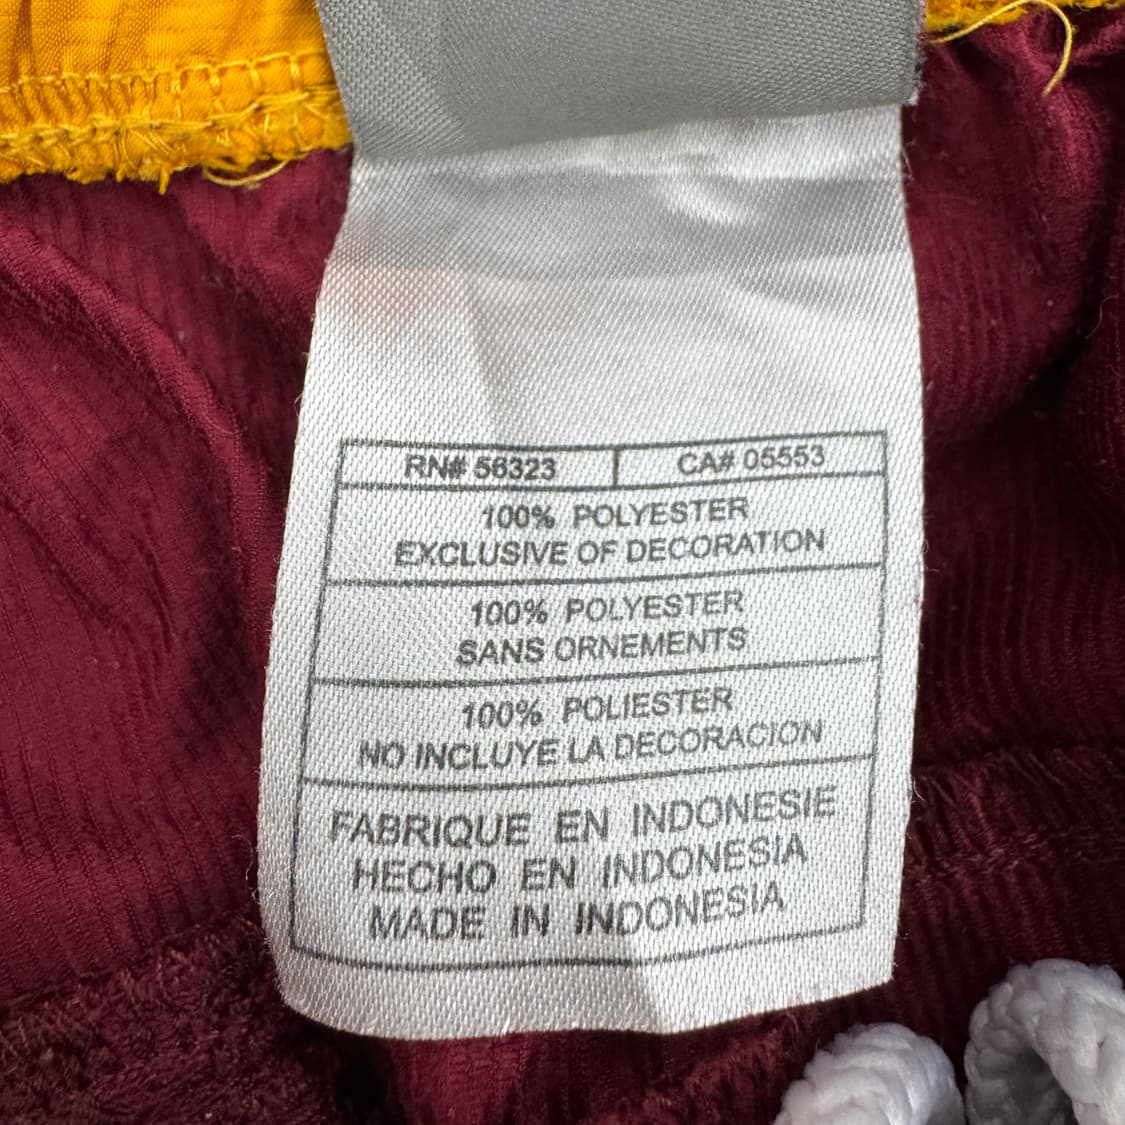 RN# 56323 CA# 05553
100% POLYESTER
EXCLUSIVE OF DECORATION
100% POLYESTER
SANS ORNEMENTS
100% POLIESTER
NO INCLUYE LA DECORACION
FABRIQUE EN INDONESIE
HECHO EN INDONESIA
MADE IN INDONESIA